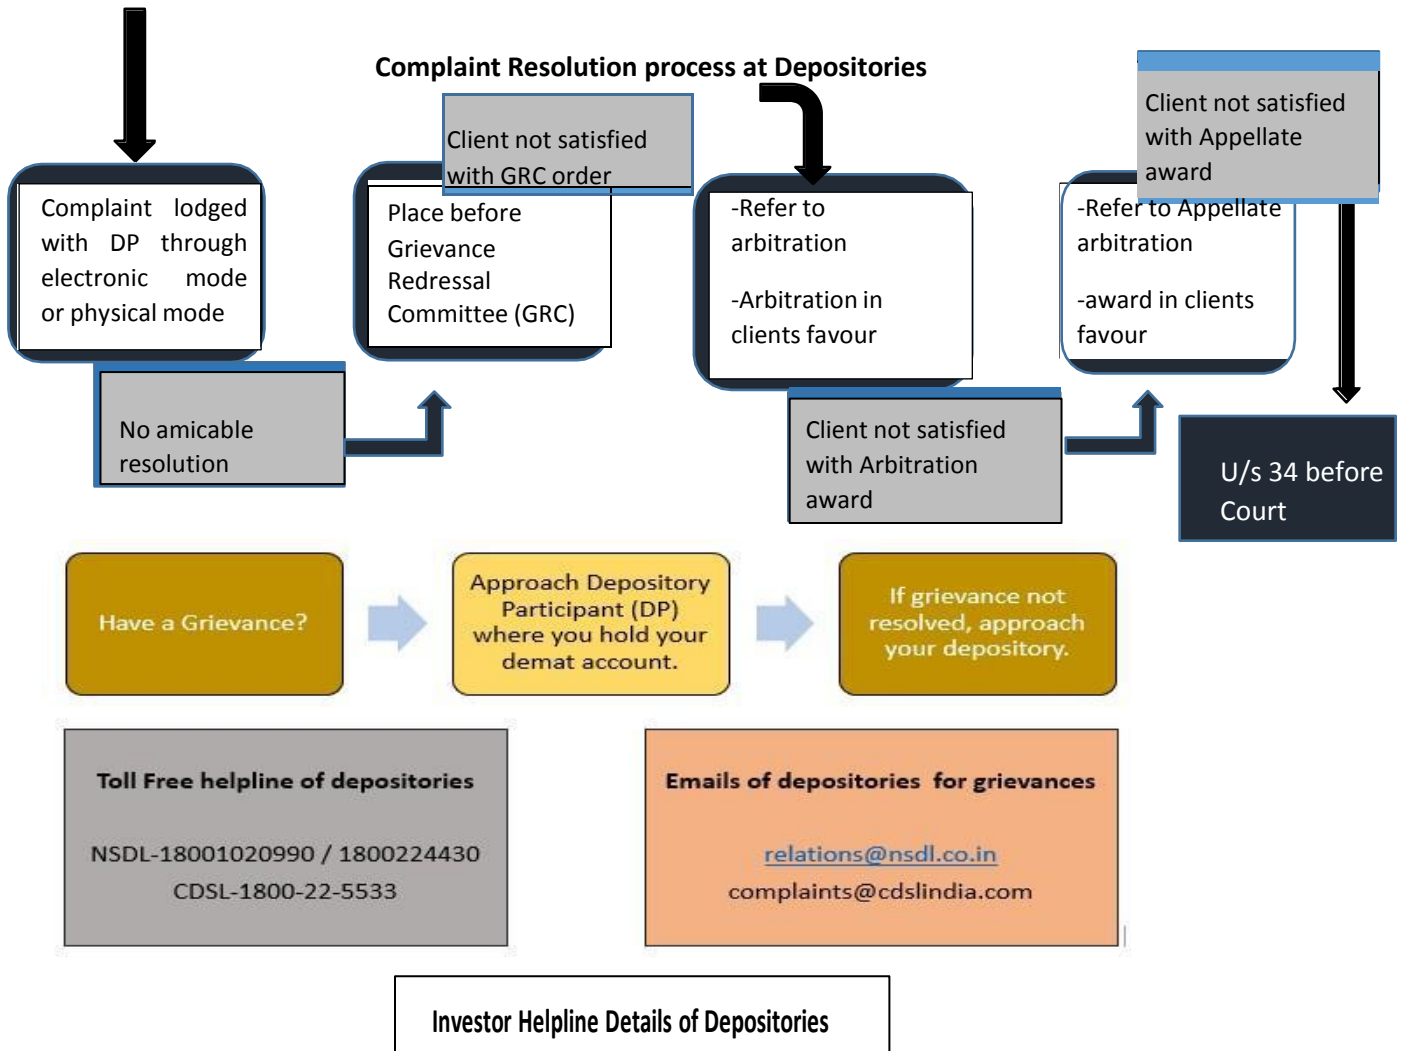 Complaint Resolution process at Depositories
Complaint lodged
with DP through
electronic mode
or physical mode
No amicable
resolution
Place before
Grievance
Redressal
Committee (GRC)
Client not satisfied
with GRC order
-Refer to
arbitration
-Arbitration in
clients favour
Client not satisfied
with Arbitration
award
-Refer to Appellate
arbitration
-award in clients
favour
Client not satisfied
with Appellate
award
U/s 34 before
Court
Have a Grievance?
Approach Depository
Participant (DP)
where you hold your
demat account.
If grievance not
resolved, approach
your depository.
Toll Free helpline of depositories
NSDL-18001020990 / 1800224430
CDSL-1800-22-5533
Emails of depositories for grievances
relations@nsdl.co.in
complaints@cdslindia.com
Investor Helpline Details of Depositories